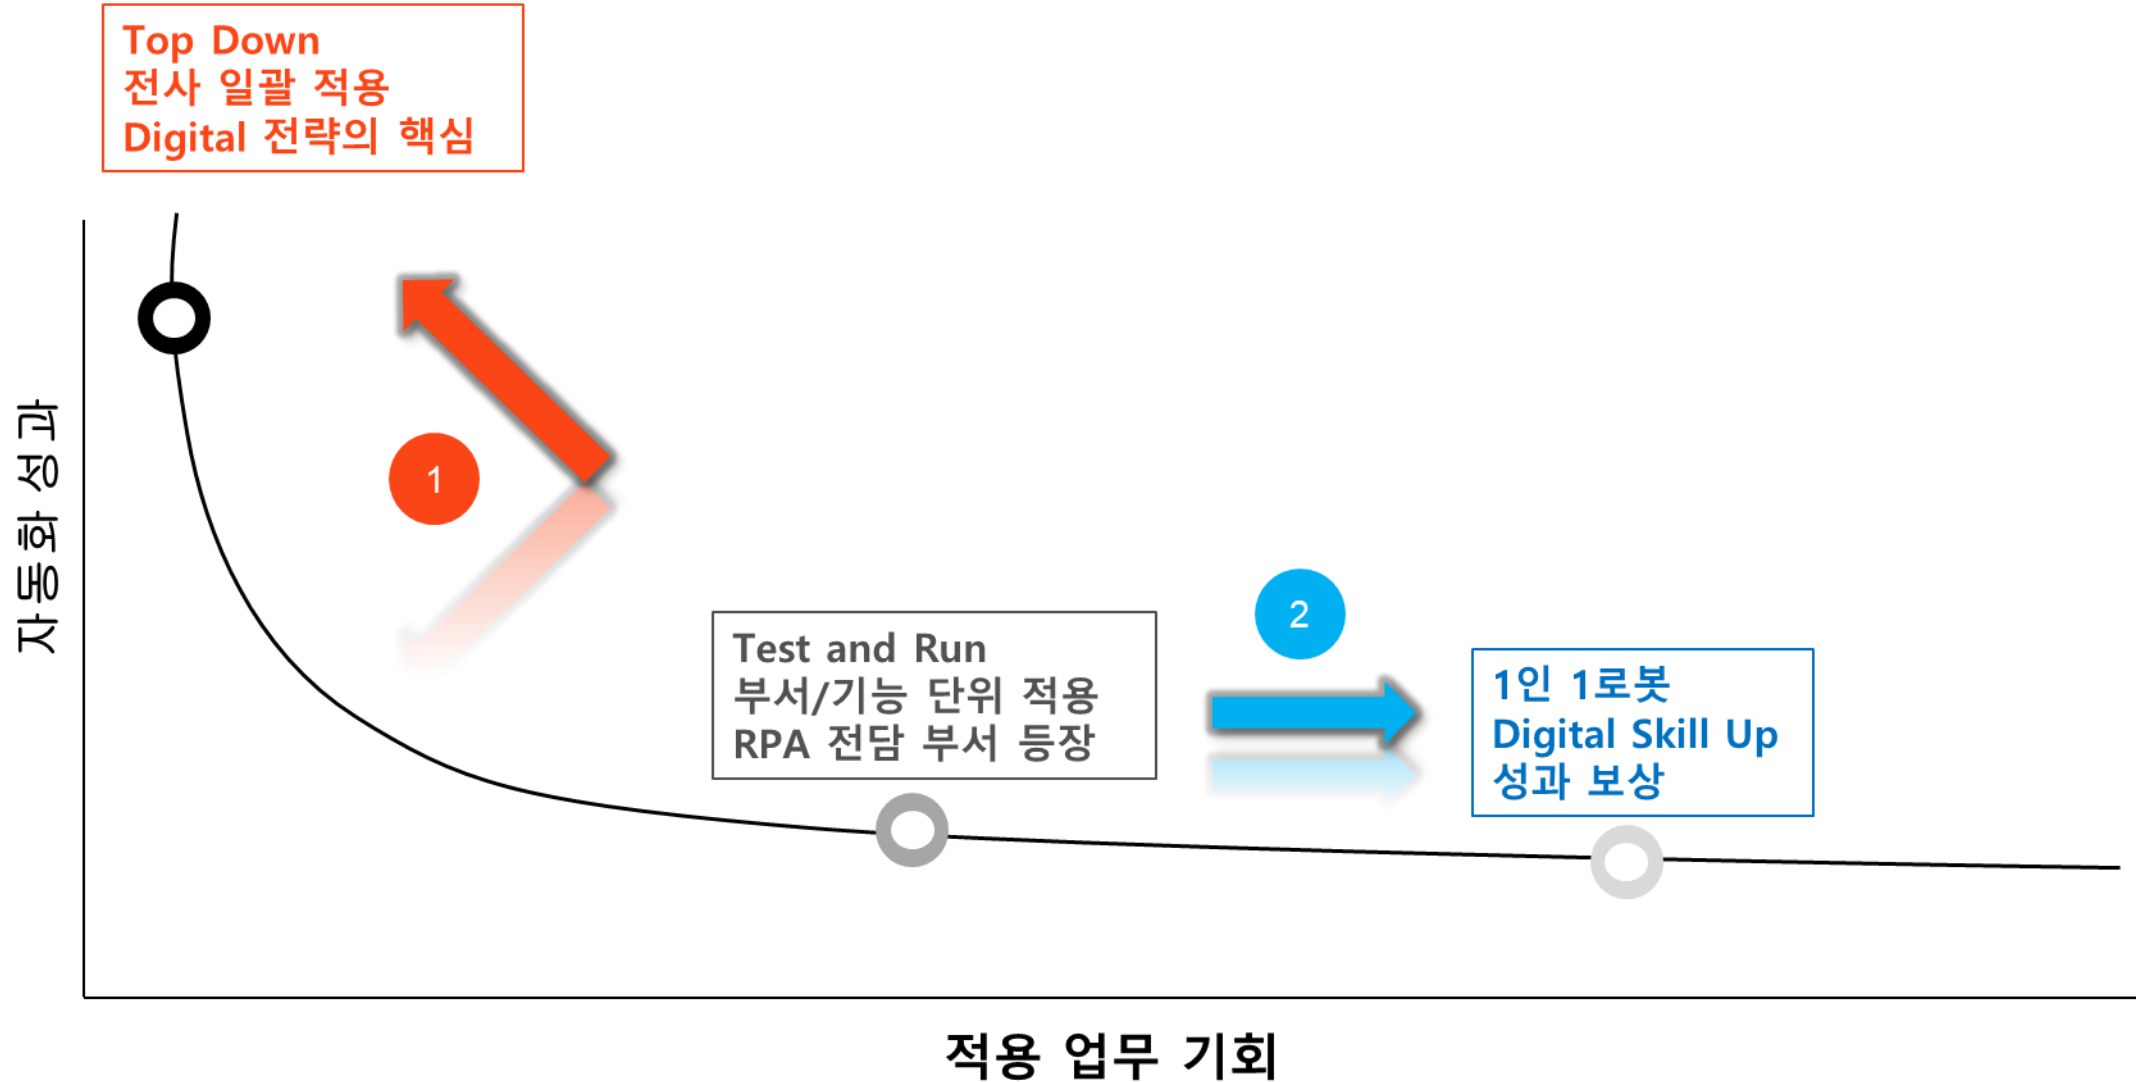 Top Down
전사 일괄 적용
Digital 전략의 핵심
자동화 성과
1
Test and Run
부서/기능 단위 적용
RPA 전담 부서 등장
2
1인 1로봇
Digital Skill Up
성과 보상
적용 업무 기회